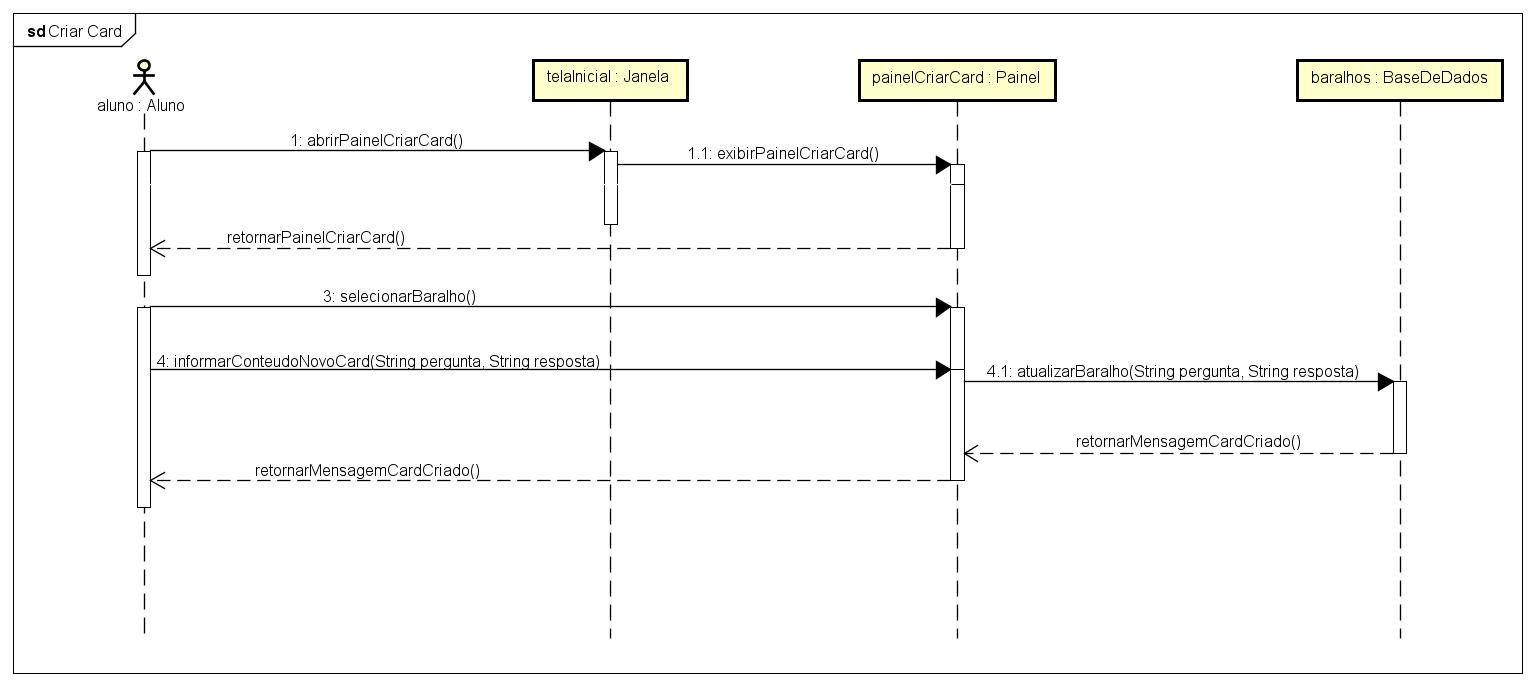 sd Criar Card
aluno : Aluno
telaInicial : Janela
painelCriarCard : Painel
baralhos : BaseDeDados
1: abrirPainelCriarCard()
1.1: exibirPainelCriarCard()
retornarPainelCriarCard()
3: selecionarBaralho()
4: informarConteudoNovoCard(String pergunta, String resposta)
4.1: atualizarBaralho(String pergunta, String resposta)
retornarMensagemCardCriado()
retornarMensagemCardCriado()